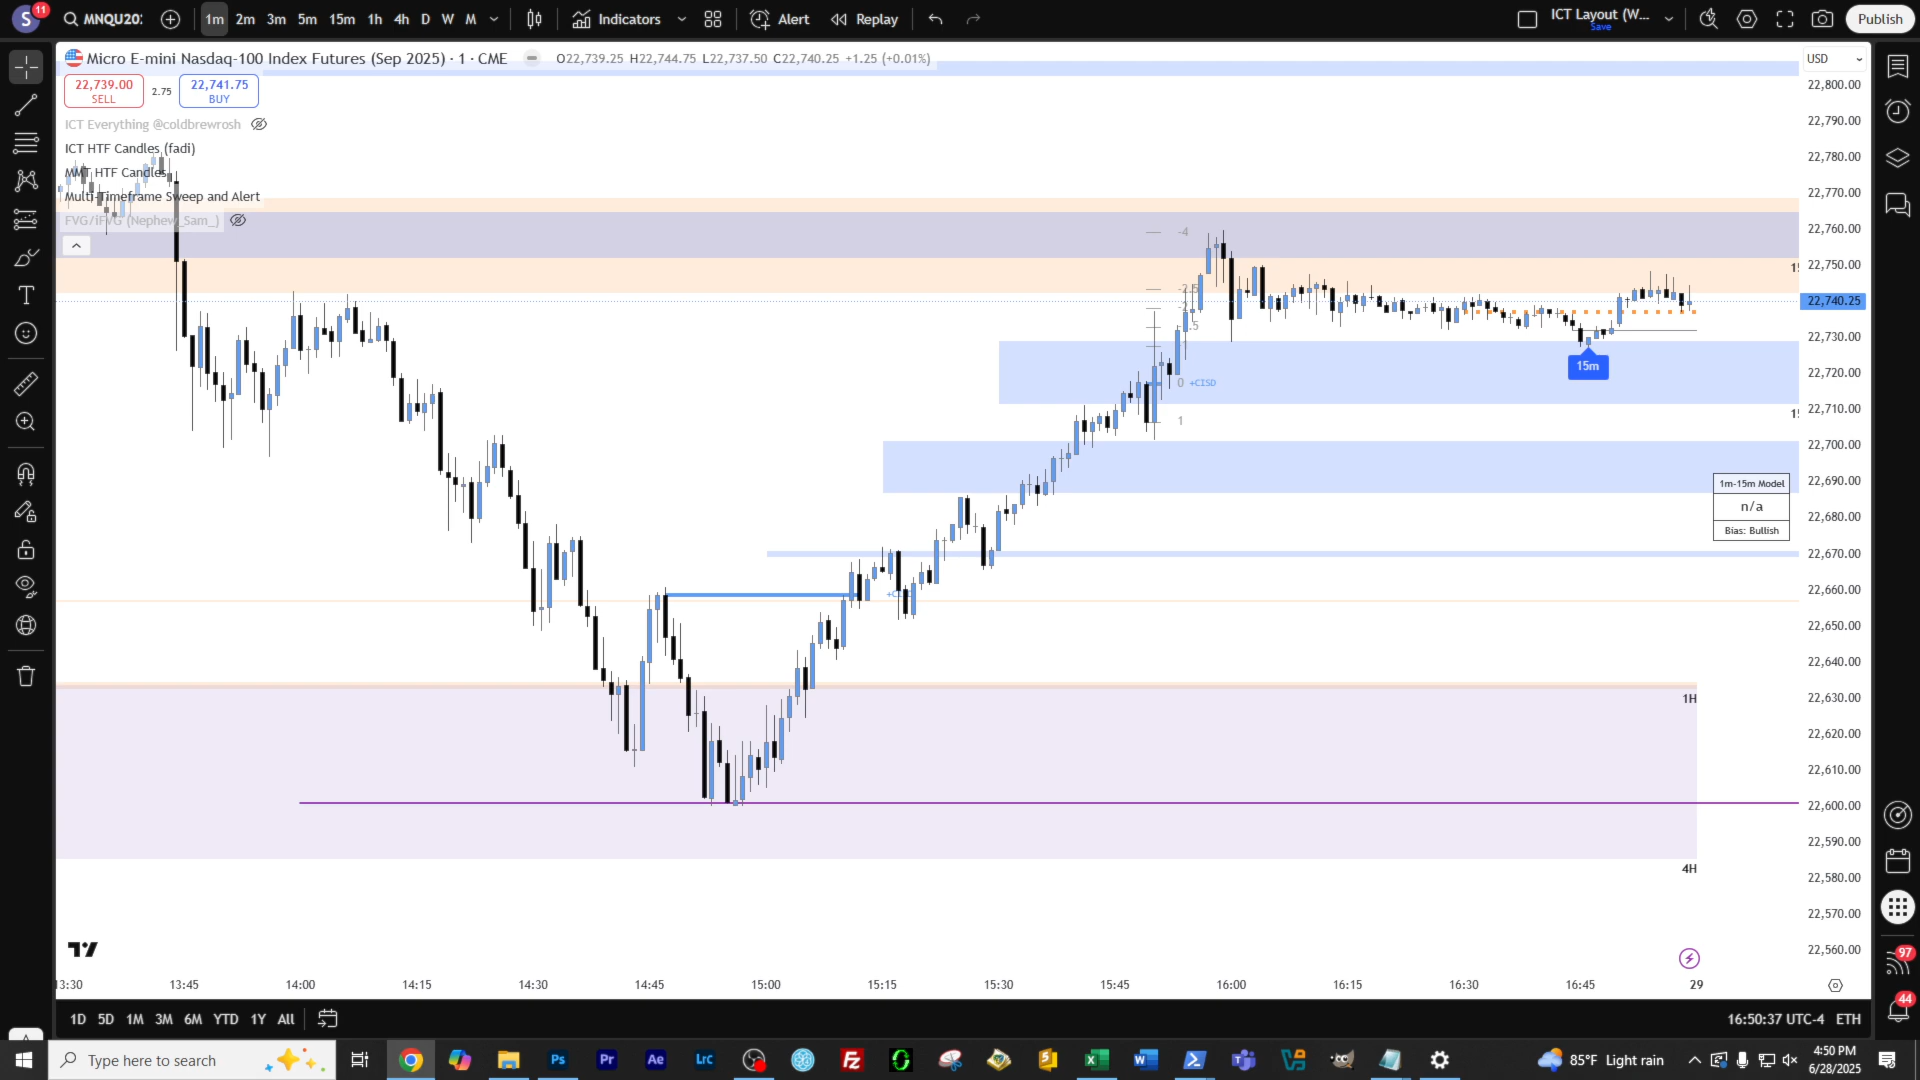 S
11
MNQU20
1m 2m 3m 5m 15m 1h 4h D W M
Indicators
Alert
Replay
ICT Layout (W...
Save
Publish
Micro E-mini Nasdaq-100 Index Futures (Sep 2025) · 1 · CME
O22,739.25 H22,744.75 L22,737.50 C22,740.25 +1.25 (+0.01%)
USD
22,739.00
SELL
2.75
22,741.75
BUY
ICT Everything @coldbrewrosh
ICT HTF Candles (fadi)
MMT HTF Candles
Multi-Timeframe Sweep and Alert
FVG/iFVG (Nephew_Sam_)
22,800.00
22,790.00
22,780.00
22,770.00
22,760.00
22,750.00
22,740.25
22,730.00
22,720.00
22,710.00
22,700.00
22,690.00
22,680.00
22,670.00
22,660.00
22,650.00
22,640.00
22,630.00
22,620.00
22,610.00
22,600.00
22,590.00
22,580.00
22,570.00
22,560.00
-4
-2.5
0 +CISD
1
15m
1m-15m Model
n/a
Bias: Bullish
1H
4H
13:30 13:45 14:00 14:15 14:30 14:45 15:00 15:15 15:30 15:45 16:00 16:15 16:30 16:45 29
1D 5D 1M 3M 6M YTD 1Y All
16:50:37 UTC-4 ETH
97
44
Type here to search
Ps
Pr
Ae
Lrc
85°F Light rain
4:50 PM
6/28/2025